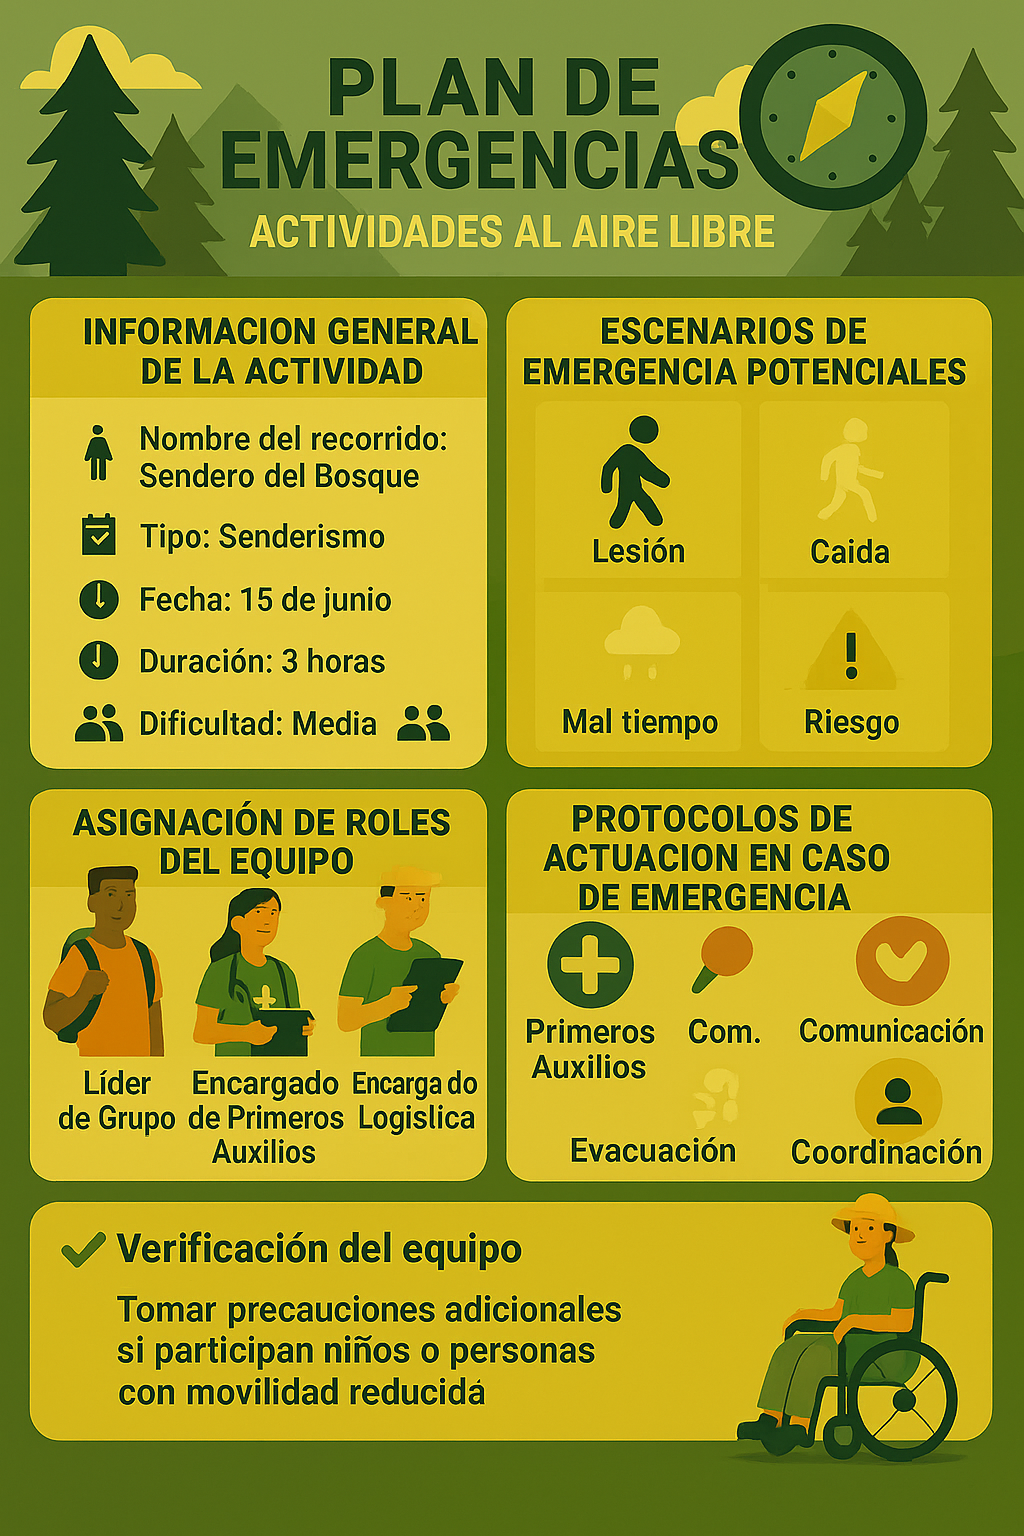 PLAN DE
EMERGENCIAS
ACTIVIDADES AL AIRE LIBRE
INFORMACION GENERAL
DE LA ACTIVIDAD
Nombre del recorrido:
Sendero del Bosque
Tipo: Senderismo
Fecha: 15 de junio
Duración: 3 horas
Dificultad: Media
ESCENARIOS DE
EMERGENCIA POTENCIALES
Lesión
Caida
Mal tiempo
Riesgo
ASIGNACIÓN DE ROLES
DEL EQUIPO
Líder
de Grupo
Encargado
de Primeros
Auxilios
Encarga do
Logislica
PROTOCOLOS DE
ACTUACION EN CASO
DE EMERGENCIA
Primeros
Auxilios
Com.
Comunicación
Evacuación
Coordinación
Verificación del equipo
Tomar precauciones adicionales
si participan niños o personas
con movilidad reducidá